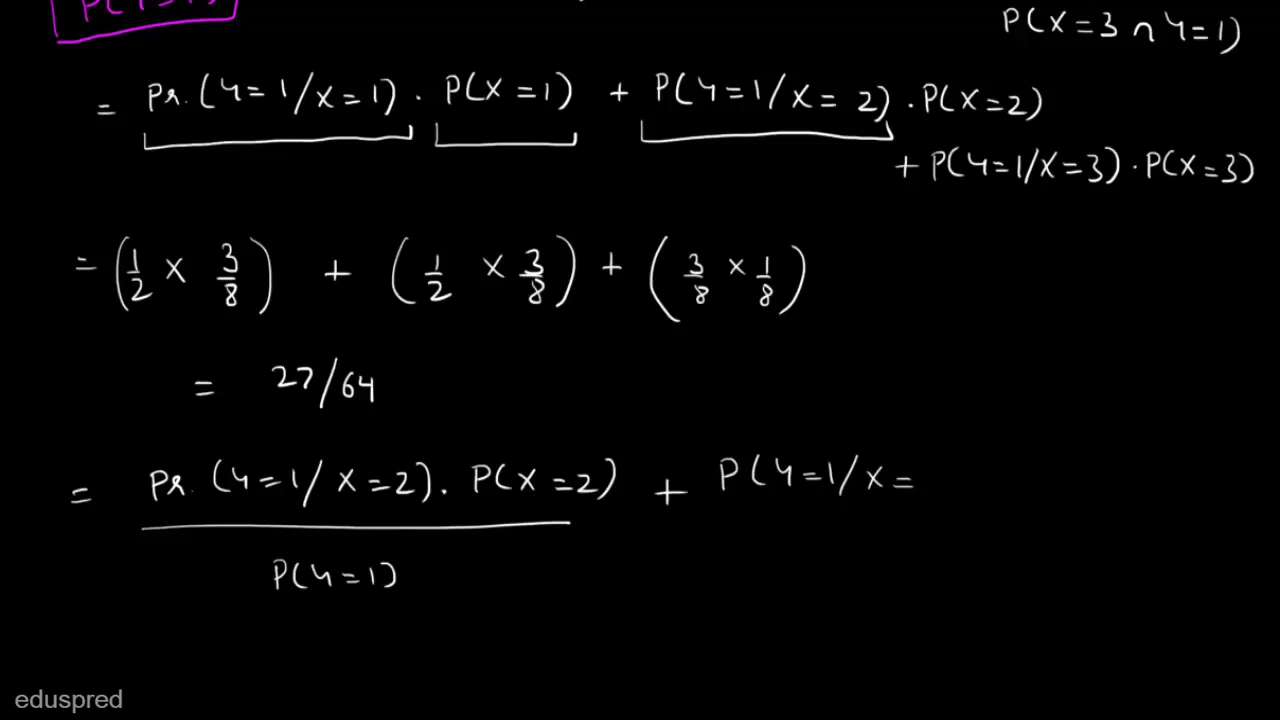 P(X=3 ∩ Y=1)
= Pr.(Y=1/X=1) . P(X=1) + P(Y=1/X=2) . P(X=2)
+ P(Y=1/X=3) . P(X=3)
= (1/2 × 3/8) + (1/2 × 3/8) + (3/8 × 1/8)
= 27/64
= Pr.(Y=1/X=2) . P(X=2) + P(Y=1/X=
P(Y=1)
eduspred